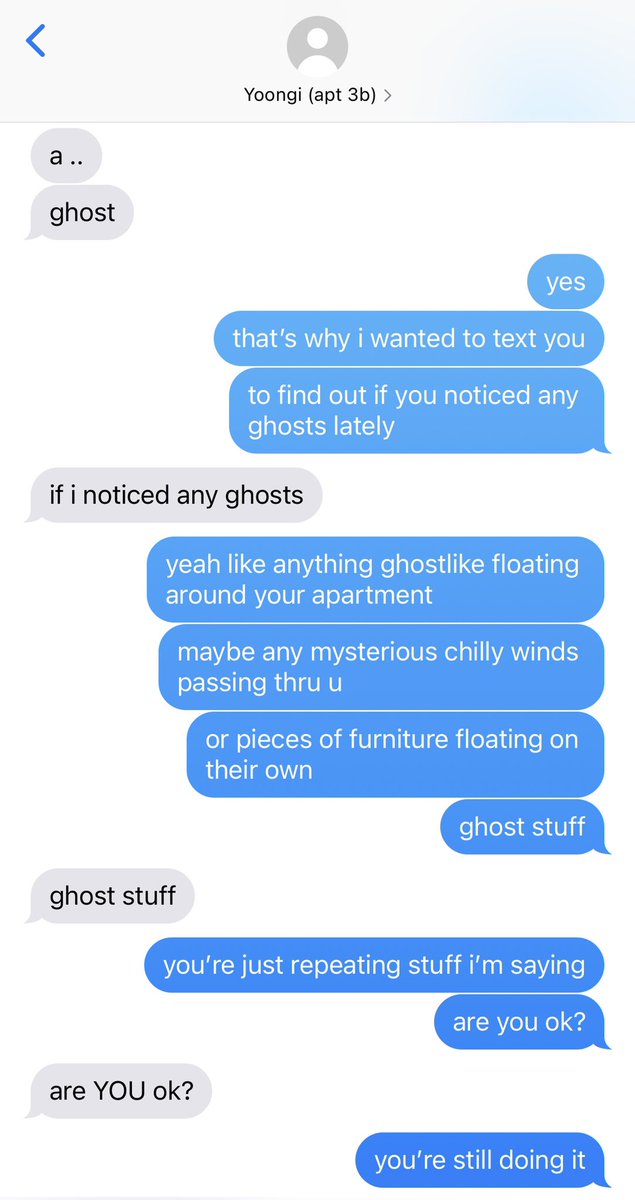 Yoongi (apt 3b)
a ..
ghost
yes
that’s why i wanted to text you
to find out if you noticed any
ghosts lately
if i noticed any ghosts
yeah like anything ghostlike floating
around your apartment
maybe any mysterious chilly winds
passing thru u
or pieces of furniture floating on
their own
ghost stuff
ghost stuff
you’re just repeating stuff i’m saying
are you ok?
are YOU ok?
you’re still doing it